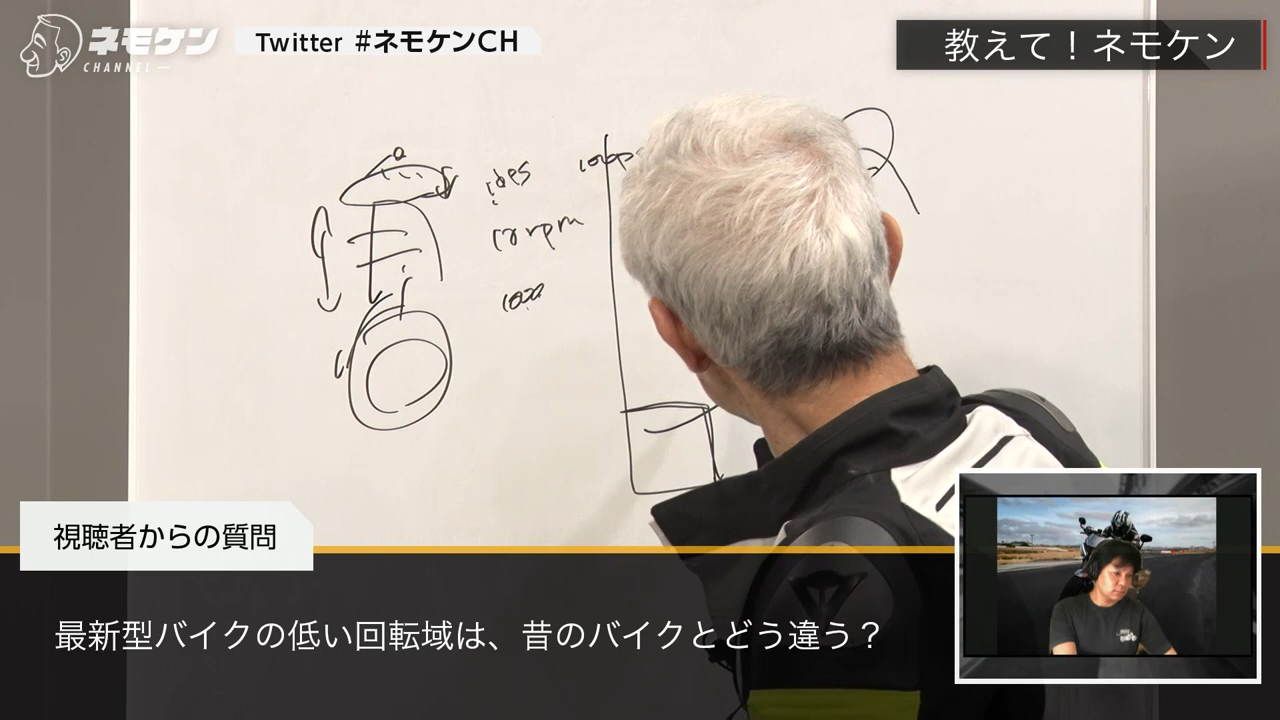 ネモケン
CHANNEL
Twitter #ネモケンCH
教えて!ネモケン
rpm
視聴者からの質問
最新型バイクの低い回転域は、昔のバイクとどう違う?